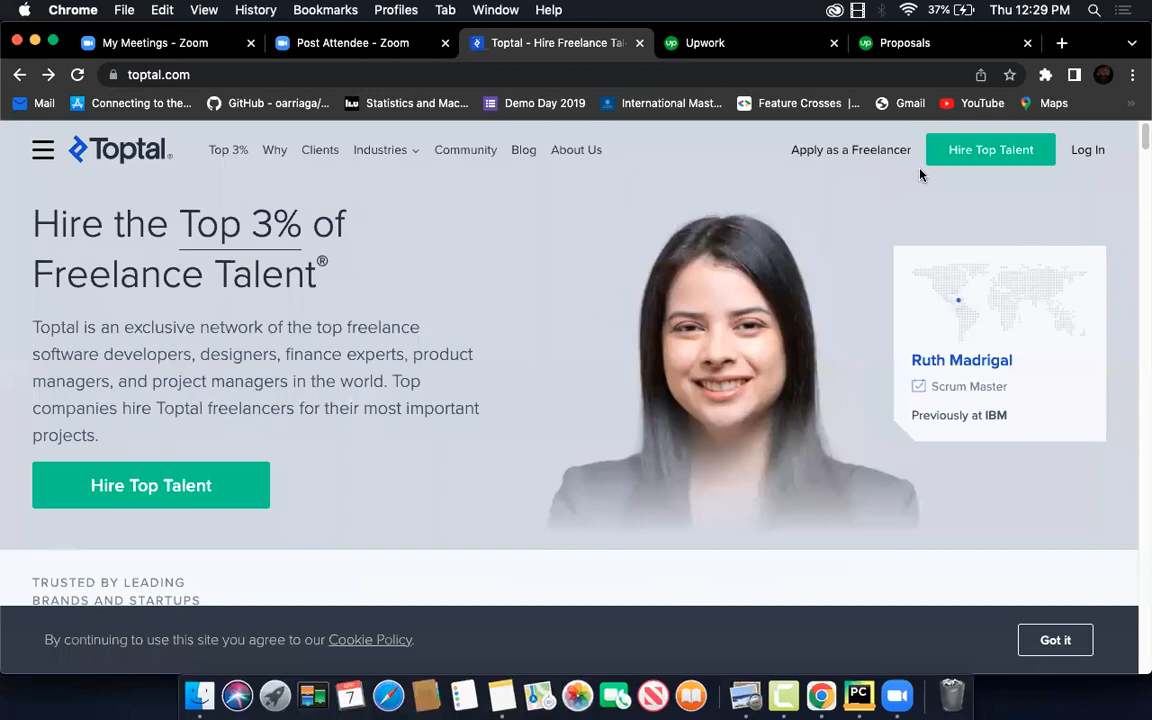 Chrome File Edit View History Bookmarks Profiles Tab Window Help 37% Thu 12:29 PM
My Meetings - Zoom Post Attendee - Zoom Toptal - Hire Freelance Tal Upwork Proposals
toptal.com
Mail Connecting to the... GitHub - oarriaga/... Statistics and Mac... Demo Day 2019 International Mast... Feature Crosses |... Gmail YouTube Maps
Toptal® Top 3% Why Clients Industries Community Blog About Us Apply as a Freelancer Hire Top Talent Log In
Hire the Top 3% of
Freelance Talent®
Toptal is an exclusive network of the top freelance
software developers, designers, finance experts, product
managers, and project managers in the world. Top
companies hire Toptal freelancers for their most important
projects.
Hire Top Talent
Ruth Madrigal
Scrum Master
Previously at IBM
TRUSTED BY LEADING
BRANDS AND STARTUPS
By continuing to use this site you agree to our Cookie Policy.
Got it
7
PC